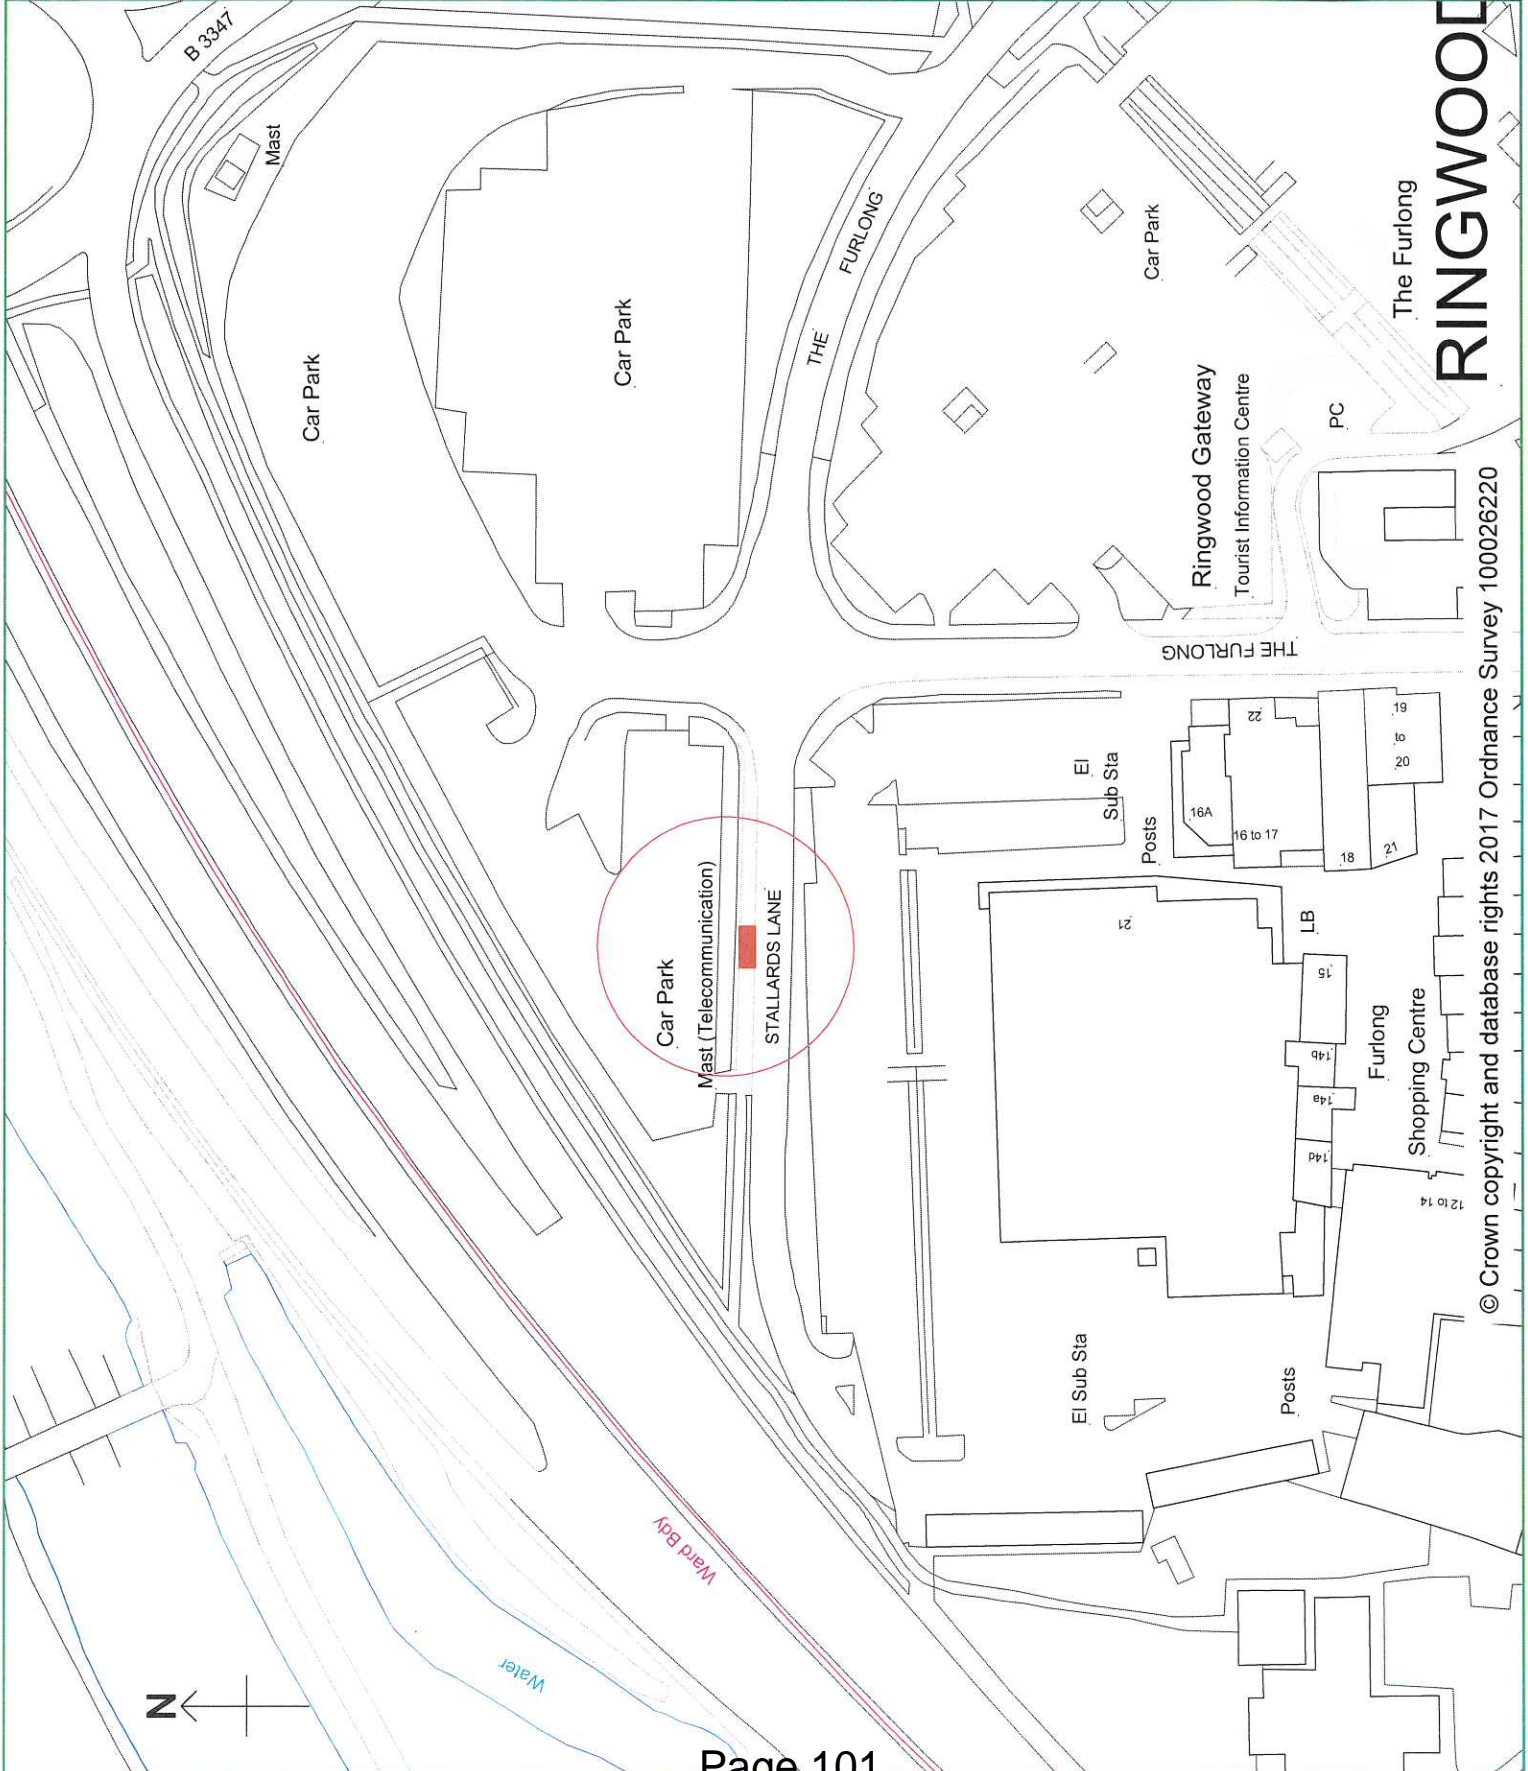 B 3347
Mast
Car Park
Car Park
THE FURLONG
Car Park
The Furlong
RINGWOOD
Ringwood Gateway
Tourist Information Centre
PC
THE FURLONG
Car Park
Mast (Telecommunication)
STALLARDS LANE
El
Sub Sta
Posts
16A
16 to 17
22
18
19
to
20
21
21
LB
15
14b
14a
14d
Furlong
Shopping Centre
12 to 14
El Sub Sta
Posts
Ward Bdy
Water
N
© Crown copyright and database rights 2017 Ordnance Survey 100026220
Page 101